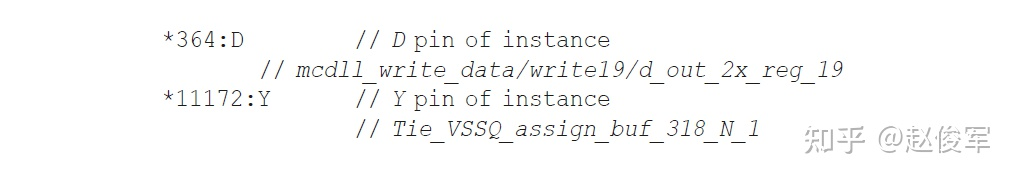 *364:D // D pin of instance
// mcdll_write_data/write19/d_out_2x_reg_19
*11172:Y // Y pin of instance
// Tie_VSSQ_assign_buf_318_N_1
知乎 @赵俊军